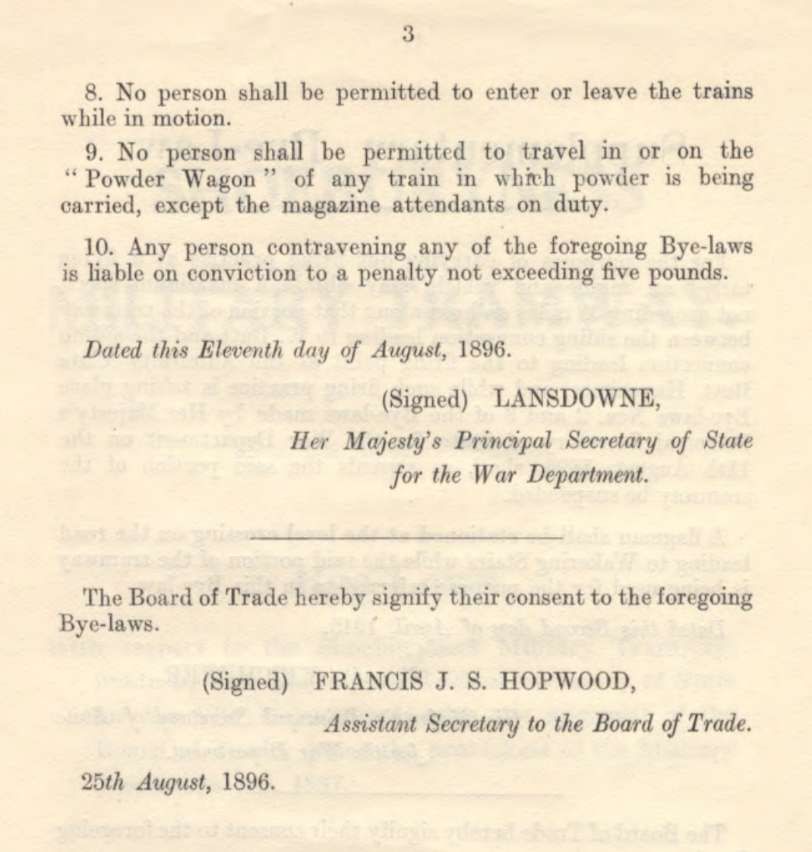 3
8. No person shall be permitted to enter or leave the trains
while in motion.
9. No person shall be permitted to travel in or on the
“ Powder Wagon ” of any train in which powder is being
carried, except the magazine attendants on duty.
10. Any person contravening any of the foregoing Bye-laws
is liable on conviction to a penalty not exceeding five pounds.
Dated this Eleventh day of August, 1896.
(Signed) LANSDOWNE,
Her Majesty's Principal Secretary of State
for the War Department.
The Board of Trade hereby signify their consent to the foregoing
Bye-laws.
(Signed) FRANCIS J. S. HOPWOOD,
Assistant Secretary to the Board of Trade.
25th August, 1896.